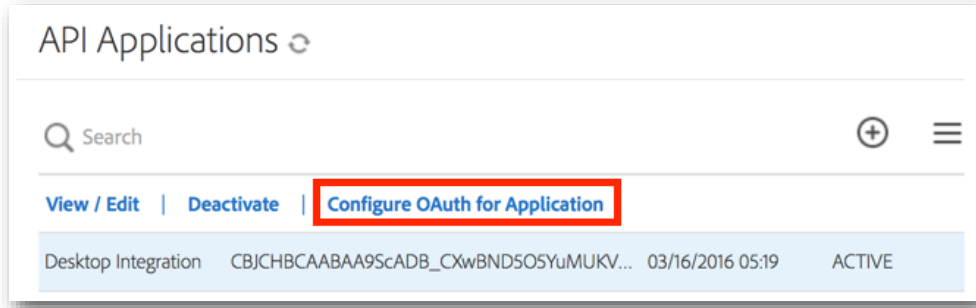 API Applications
Search
View / Edit | Deactivate | Configure OAuth for Application
Desktop Integration CBJCHBCAABAA9ScADB_CXwBND5O5YuMUKV... 03/16/2016 05:19 ACTIVE